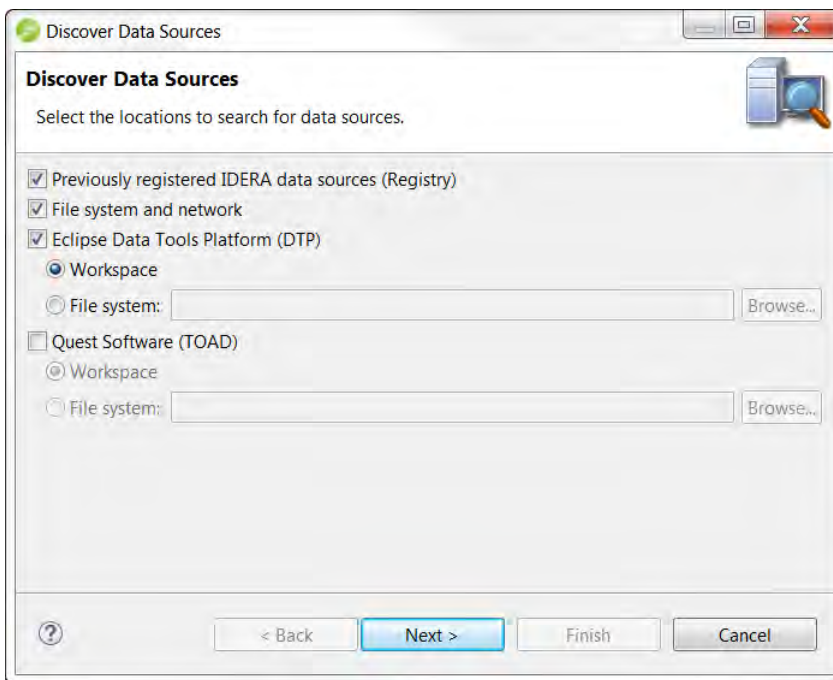 Discover Data Sources
Discover Data Sources
Select the locations to search for data sources.
Previously registered IDERA data sources (Registry)
File system and network
Eclipse Data Tools Platform (DTP)
Workspace
File system: Browse...
Quest Software (TOAD)
Workspace
File system: Browse...
? < Back Next > Finish Cancel